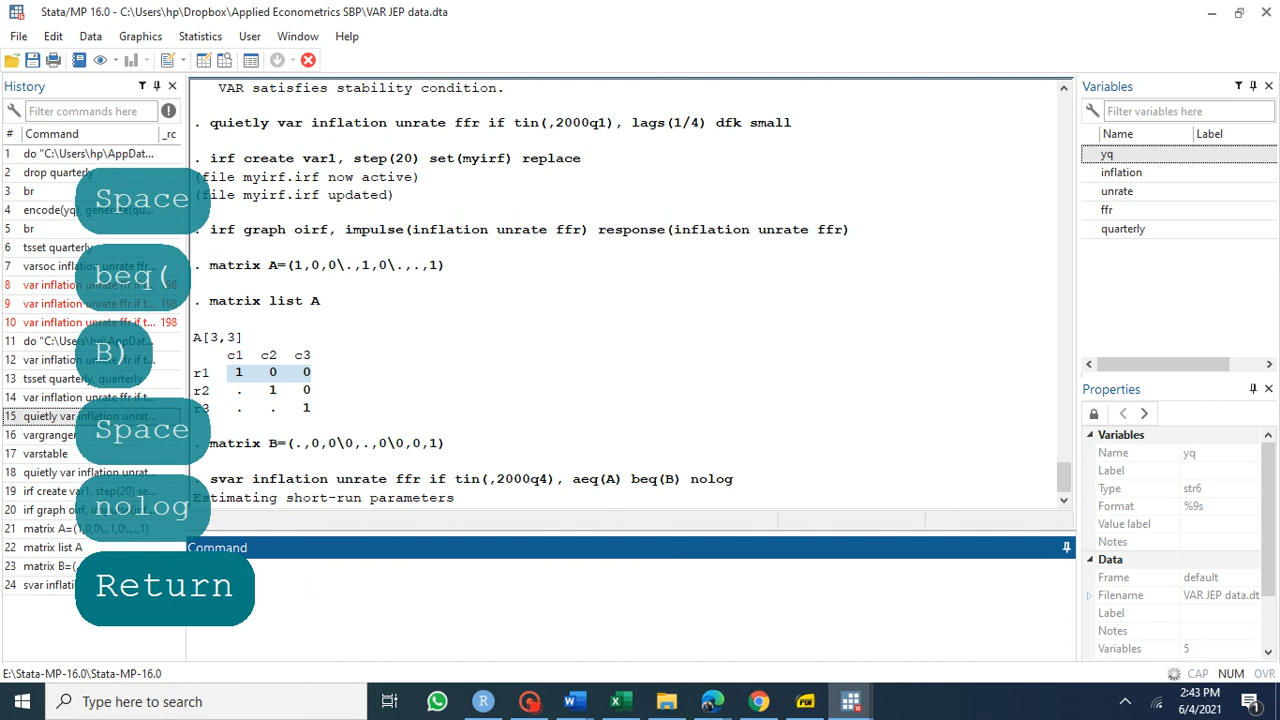 Stata/MP 16.0 - C:\Users\hp\Dropbox\Applied Econometrics SBP\VAR JEP data.dta
File Edit Data Graphics Statistics User Window Help
History
Filter commands here
# Command _rc
1 do "C:\Users\hp\AppDat...
2 drop quarterly
3 br
4 encode(yq), generate(qu...
5 br
6 tsset quarterly
7 varsoc inflation unrate ffr...
8 var inflation unrate ffr if t... 198
9 var inflation unrate ffr if t... 198
10 var inflation unrate ffr if t... 198
11 do "C:\Users\hp\AppDat...
12 var inflation unrate ffr if t...
13 tsset quarterly, quarterly
14 var inflation unrate ffr if t...
15 quietly var inflation unrat...
16 vargranger
17 varstable
18 quietly var inflation unrat...
19 irf create var1, step(20) se...
20 irf graph oirf, impulse(infl...
21 matrix A=(1,0,0\.,1,0\.,.,1)
22 matrix list A
23 matrix B=(.,
24 svar inflati
Space
beq(
B)
Space
nolog
Return
VAR satisfies stability condition.
. quietly var inflation unrate ffr if tin(,2000q1), lags(1/4) dfk small
. irf create var1, step(20) set(myirf) replace
(file myirf.irf now active)
(file myirf.irf updated)
. irf graph oirf, impulse(inflation unrate ffr) response(inflation unrate ffr)
. matrix A=(1,0,0\.,1,0\.,.,1)
. matrix list A
A[3,3]
c1 c2 c3
r1 1 0 0
r2 . 1 0
r3 . . 1
. matrix B=(.,0,0\0,.,0\0,0,1)
. svar inflation unrate ffr if tin(,2000q4), aeq(A) beq(B) nolog
Estimating short-run parameters
Command
Variables
Filter variables here
Name Label
yq
inflation
unrate
ffr
quarterly
Properties
Variables
Name yq
Label
Type str6
Format %9s
Value label
Notes
Data
Frame default
Filename VAR JEP data.dt
Label
Notes
Variables 5
E:\Stata-MP-16.0\Stata-MP-16.0
CAP NUM OVR
Type here to search
2:43 PM
6/4/2021